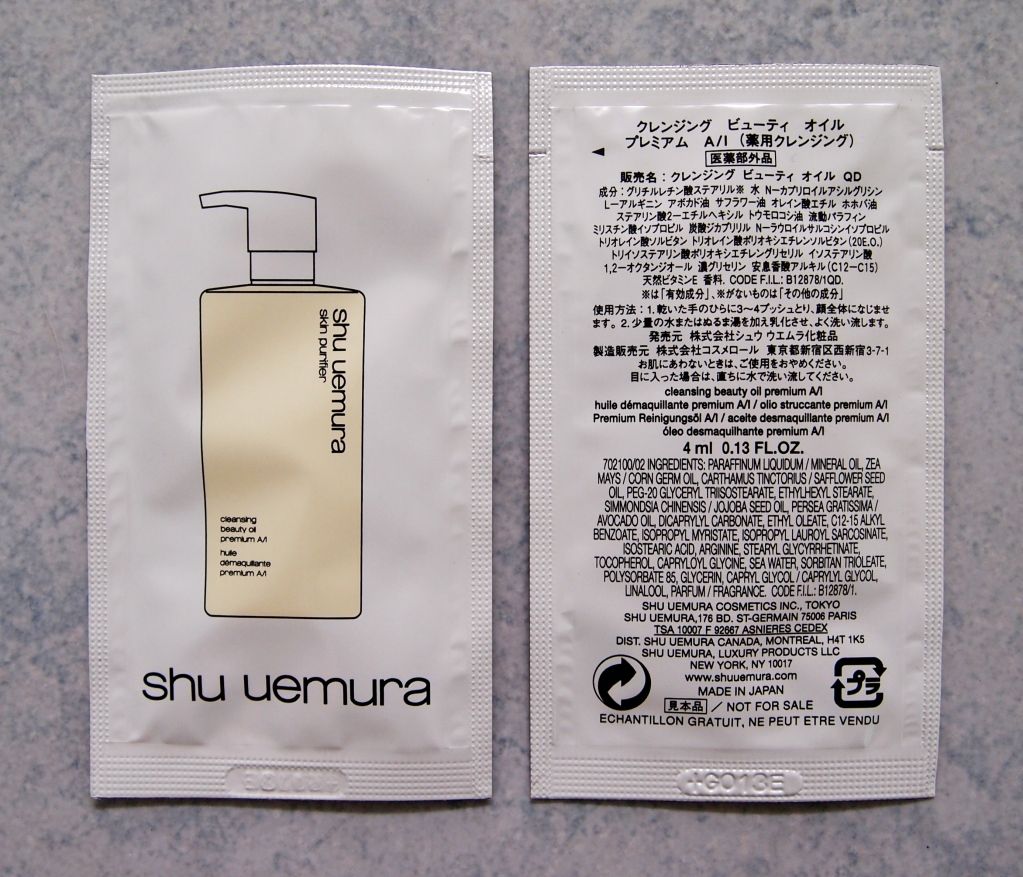 shu uemura
skin purifier
cleansing
beauty oil
premium A/I
huile
démaquillante
premium A/I
shu uemura
クレンジング ビューティ オイル
プレミアム A/I (薬用クレンジング)
医薬部外品
販売名:クレンジング ビューティ オイル QD
成分:グリチルレチン酸ステアリル※ 水 N-カプリロイルアシルグリシン
L-アルギニン アボカド油 サフラワー油 オレイン酸エチル ホホバ油
ステアリン酸2-エチルヘキシル トウモロコシ油 流動パラフィン
ミリスチン酸イソプロピル 炭酸ジカプリリル N-ラウロイルサルコシンイソプロピル
トリオレイン酸ソルビタン トリオレイン酸ポリオキシエチレンソルビタン(20E.O.)
トリイソステアリン酸ポリオキシエチレングリセリル イソステアリン酸
1,2-オクタンジオール 濃グリセリン 安息香酸アルキル(C12-C15)
天然ビタミンE 香料. CODE F.I.L.: B12878/1QD.
※は「有効成分」、※がないものは「その他の成分」
使用方法:1.乾いた手のひらに3~4プッシュとり、顔全体になじませ
ます。2.少量の水またはぬるま湯を加え乳化させ、よく洗い流します。
発売元 株式会社シュウ ウエムラ化粧品
製造販売元 株式会社コスメロール 東京都新宿区西新宿3-7-1
お肌にあわないときは、ご使用をおやめください。
目に入った場合は、直ちに水で洗い流してください。
cleansing beauty oil premium A/I
huile démaquillante premium A/I / olio struccante premium A/I
Premium Reinigungsöl A/I / aceite desmaquillante premium A/I
óleo desmaquilhante premium A/I
4 ml 0.13 FL.OZ.
702100/02 INGREDIENTS: PARAFFINUM LIQUIDUM / MINERAL OIL, ZEA
MAYS / CORN GERM OIL, CARTHAMUS TINCTORIUS / SAFFLOWER SEED
OIL, PEG-20 GLYCERYL TRIISOSTEARATE, ETHYLHEXYL STEARATE,
SIMMONDSIA CHINENSIS / JOJOBA SEED OIL, PERSEA GRATISSIMA /
AVOCADO OIL, DICAPRYLYL CARBONATE, ETHYL OLEATE, C12-15 ALKYL
BENZOATE, ISOPROPYL MYRISTATE, ISOPROPYL LAUROYL SARCOSINATE,
ISOSTEARIC ACID, ARGININE, STEARYL GLYCYRRHETINATE,
TOCOPHEROL, CAPRYLOYL GLYCINE, SEA WATER, SORBITAN TRIOLEATE,
POLYSORBATE 85, GLYCERIN, CAPRYL GLYCOL / CAPRYLYL GLYCOL,
LINALOOL, PARFUM / FRAGRANCE. CODE F.I.L.: B12878/1.
SHU UEMURA COSMETICS INC., TOKYO
SHU UEMURA,176 BD. ST-GERMAIN 75006 PARIS
TSA 10007 F 92667 ASNIERES CEDEX
DIST. SHU UEMURA CANADA, MONTREAL, H4T 1K5
SHU UEMURA, LUXURY PRODUCTS LLC
NEW YORK, NY 10017
www.shuuemura.com
MADE IN JAPAN
見本品 / NOT FOR SALE
ECHANTILLON GRATUIT, NE PEUT ETRE VENDU
プラ